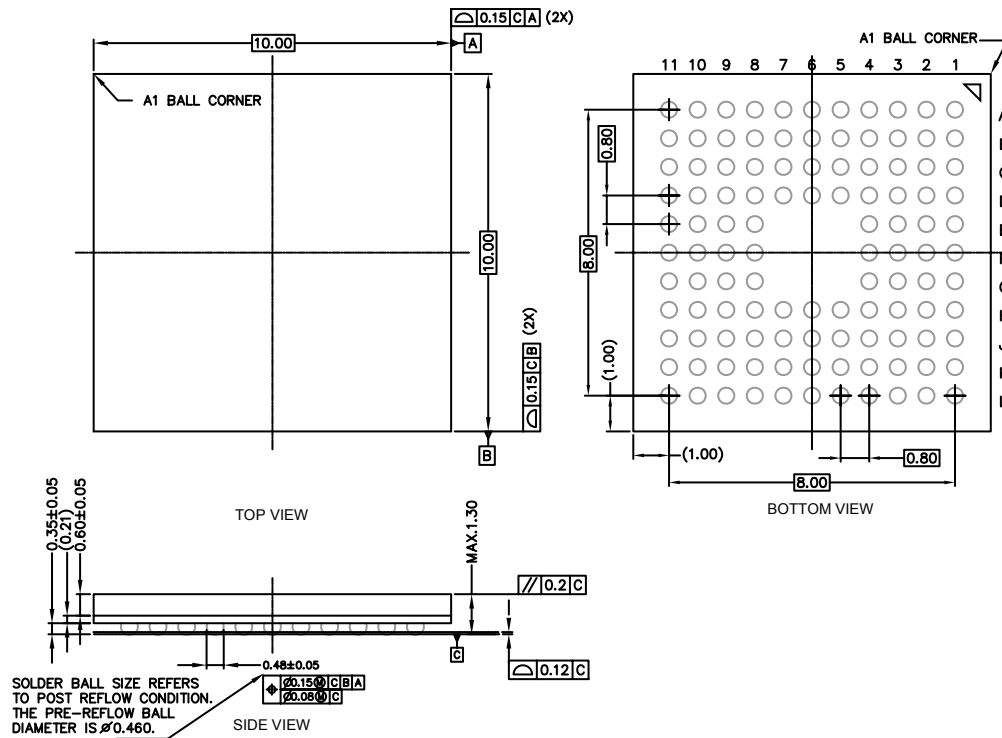 0.15 C A (2X)
10.00
A
A1 BALL CORNER
10.00
0.15 C B (2X)
B
TOP VIEW
A1 BALL CORNER
11 10 9 8 7 6 5 4 3 2 1
0.80
8.00
(1.00)
(1.00)
0.80
8.00
BOTTOM VIEW
0.35±0.05
(0.21)
0.60±0.05
MAX.1.30
// 0.2 C
C
0.12 C
0.48±0.05
Ø0.15Ⓜ C B A
Ø0.08Ⓜ C
SOLDER BALL SIZE REFERS
TO POST REFLOW CONDITION.
THE PRE-REFLOW BALL
DIAMETER IS Ø0.460.
SIDE VIEW